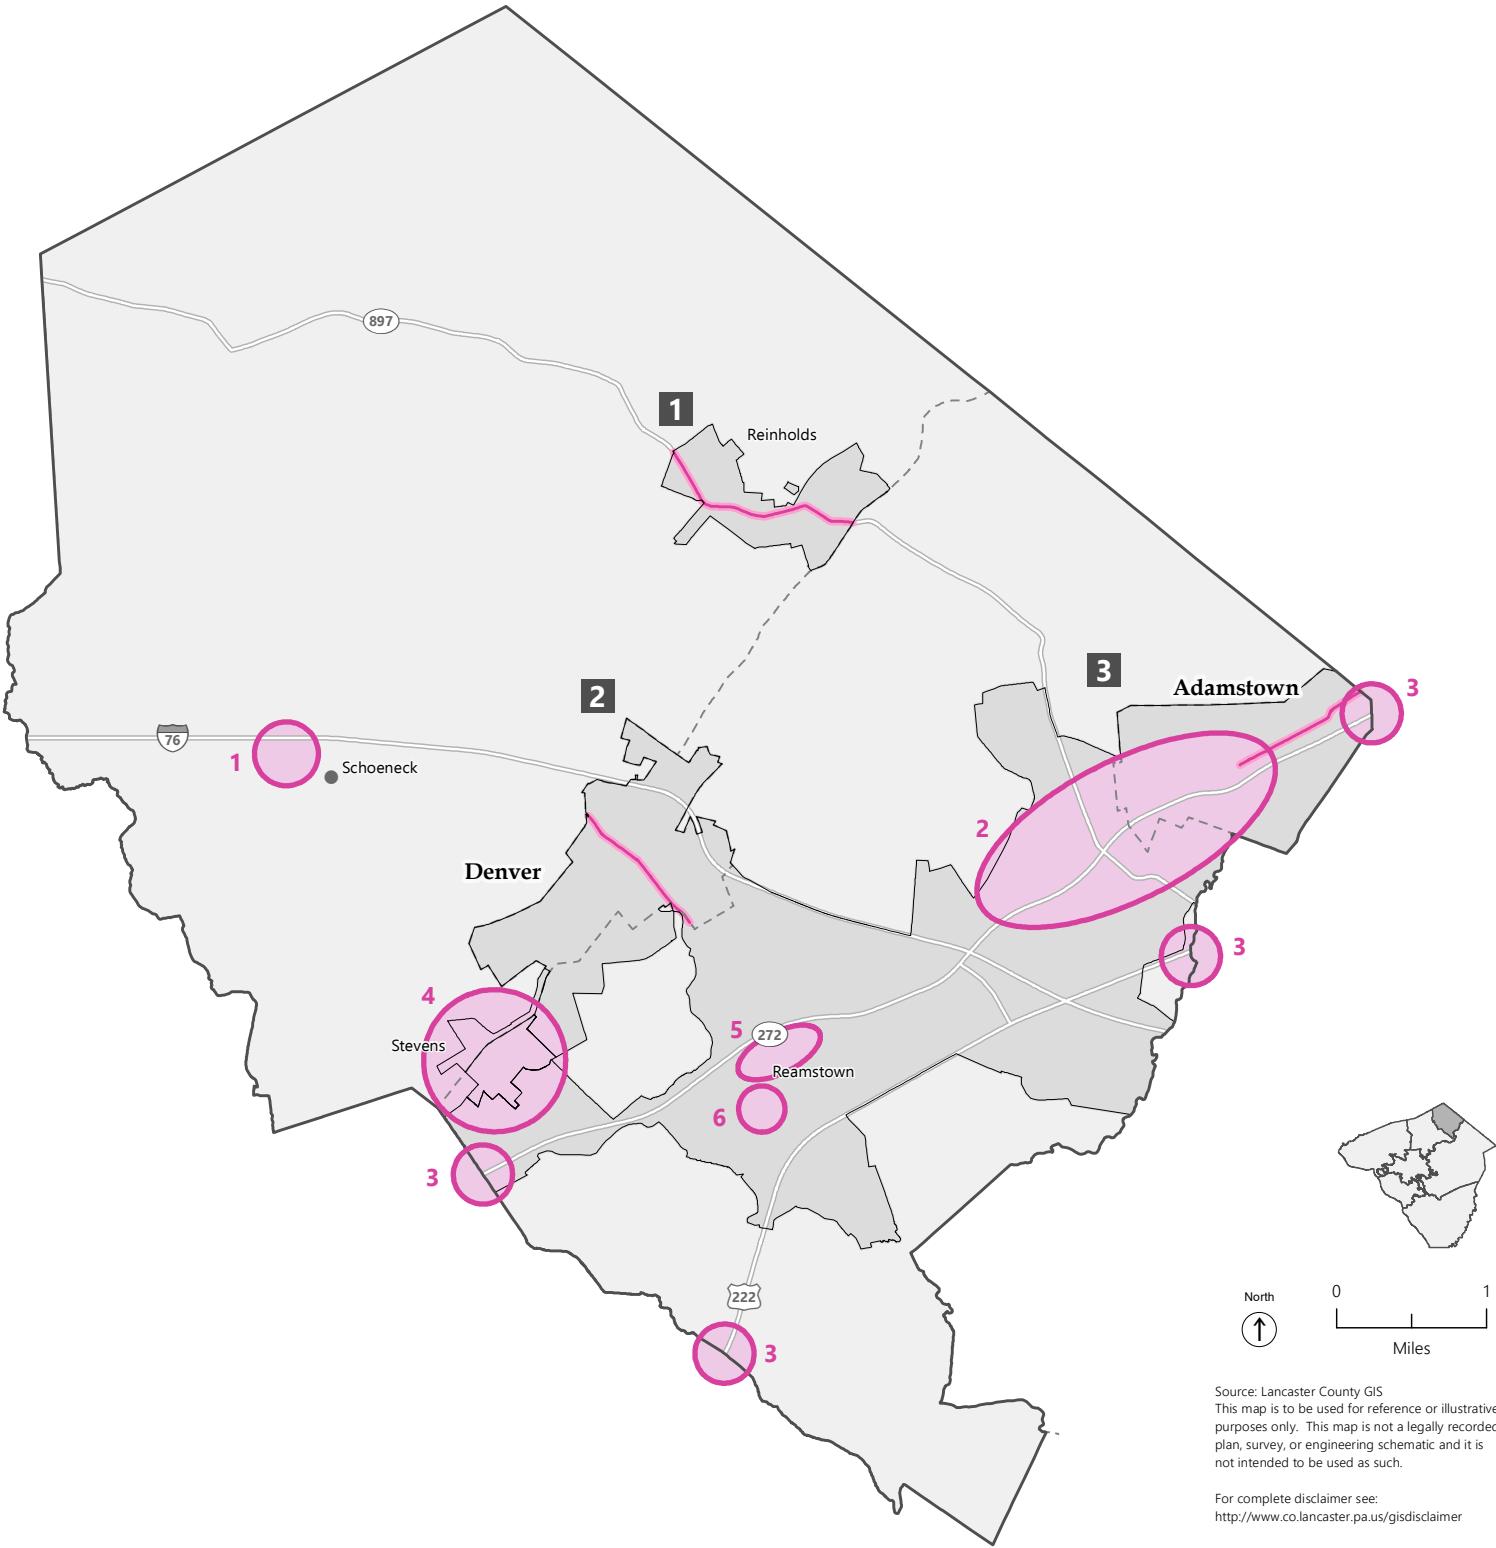 897
1
Reinholds
3
Adamstown
3
2
76
1
Schoeneck
2
Denver
3
4
5
272
Stevens
Reamstown
6
3
222
3
North
0 1
Miles
Source: Lancaster County GIS
This map is to be used for reference or illustrative
purposes only. This map is not a legally recorded
plan, survey, or engineering schematic and it is
not intended to be used as such.
For complete disclaimer see:
http://www.co.lancaster.pa.us/gisdisclaimer